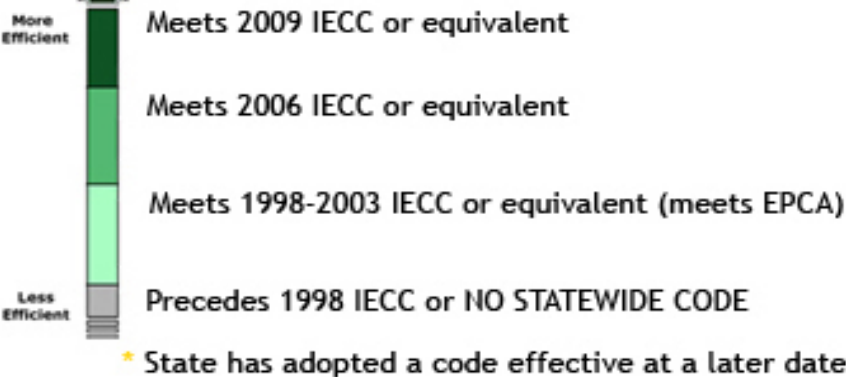 More
Efficient
Meets 2009 IECC or equivalent
Meets 2006 IECC or equivalent
Meets 1998-2003 IECC or equivalent (meets EPCA)
Less
Efficient
Precedes 1998 IECC or NO STATEWIDE CODE
* State has adopted a code effective at a later date